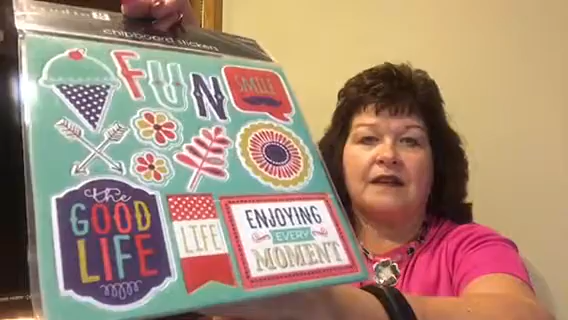 chipboard stickers
FUN
SMILE
the
GOOD
LIFE
LIFE
ENJOYING
EVERY
MOMENT